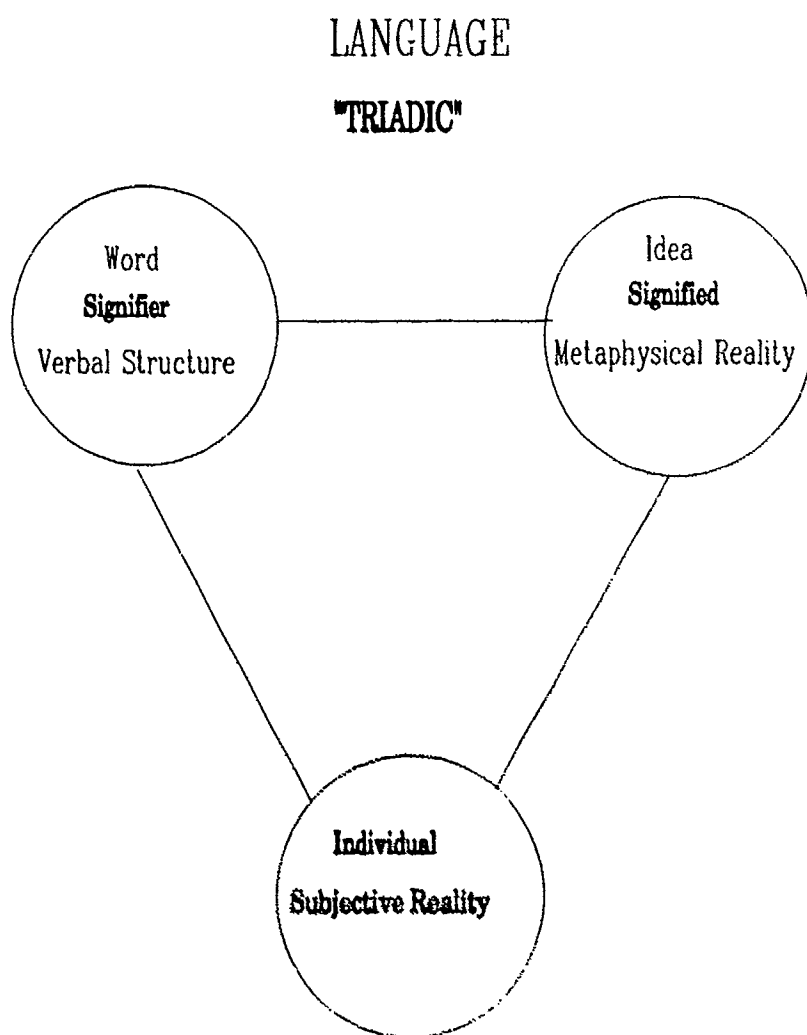 LANGUAGE
"TRIADIC"
Word
Signifier
Verbal Structure
Idea
Signified
Metaphysical Reality
Individual
Subjective Reality